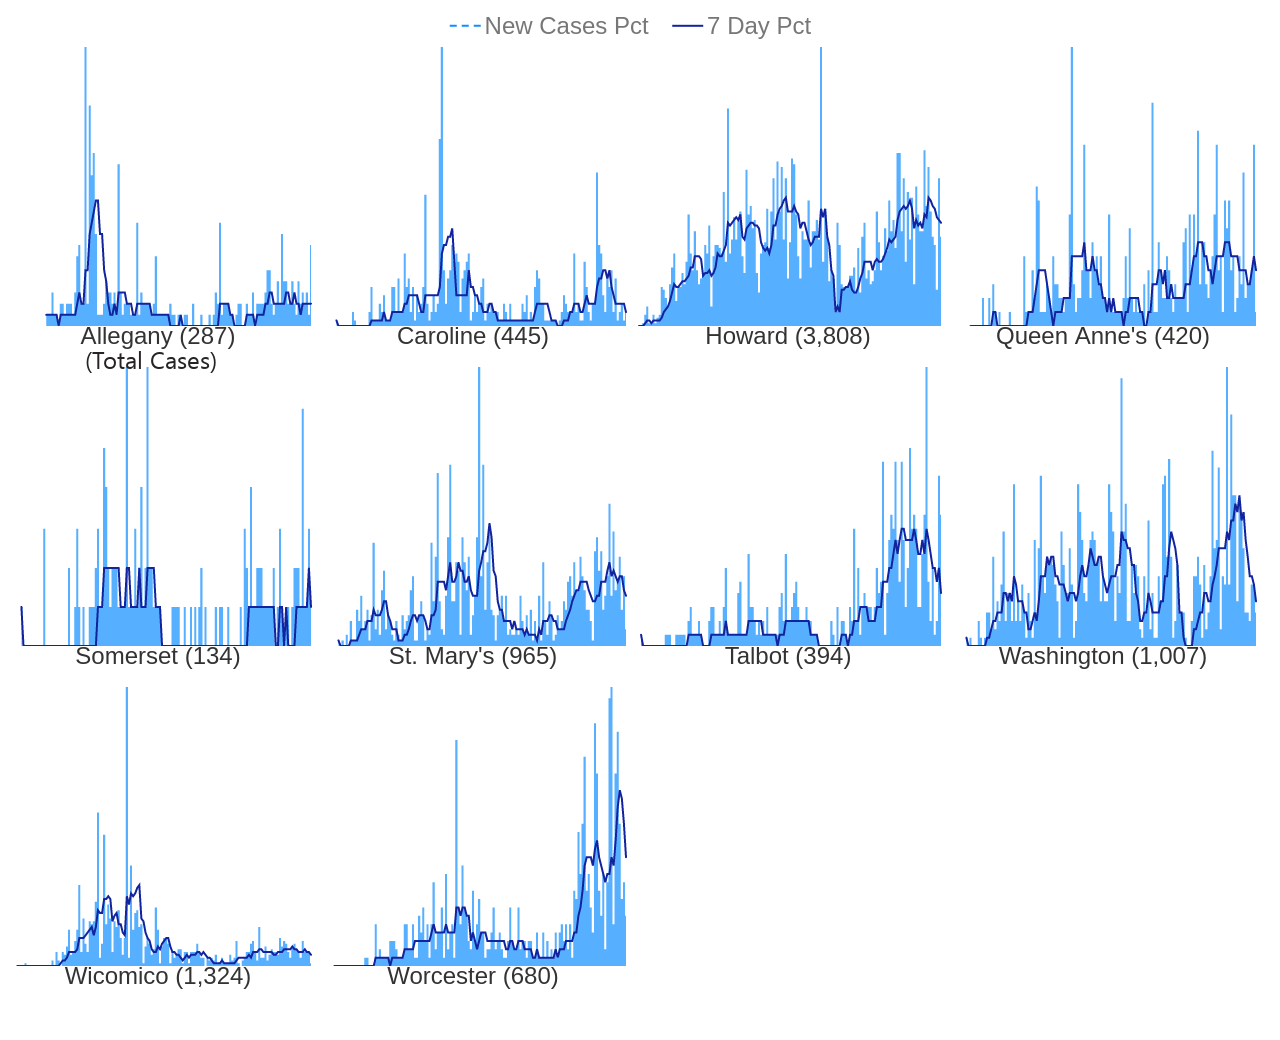 New Cases Pct 7 Day Pct
Allegany (287) Caroline (445) Howard (3,808) Queen Anne's (420)
(Total Cases)
Somerset (134) St. Mary's (965) Talbot (394) Washington (1,007)
Wicomico (1,324) Worcester (680)